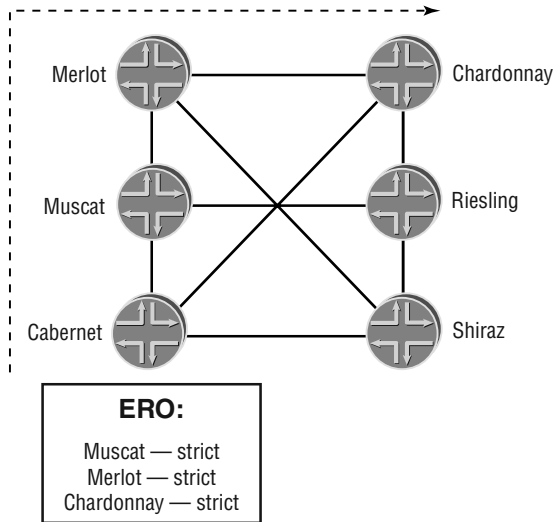 Merlot
Chardonnay
Muscat
Riesling
Cabernet
Shiraz
ERO:
Muscat — strict
Merlot — strict
Chardonnay — strict